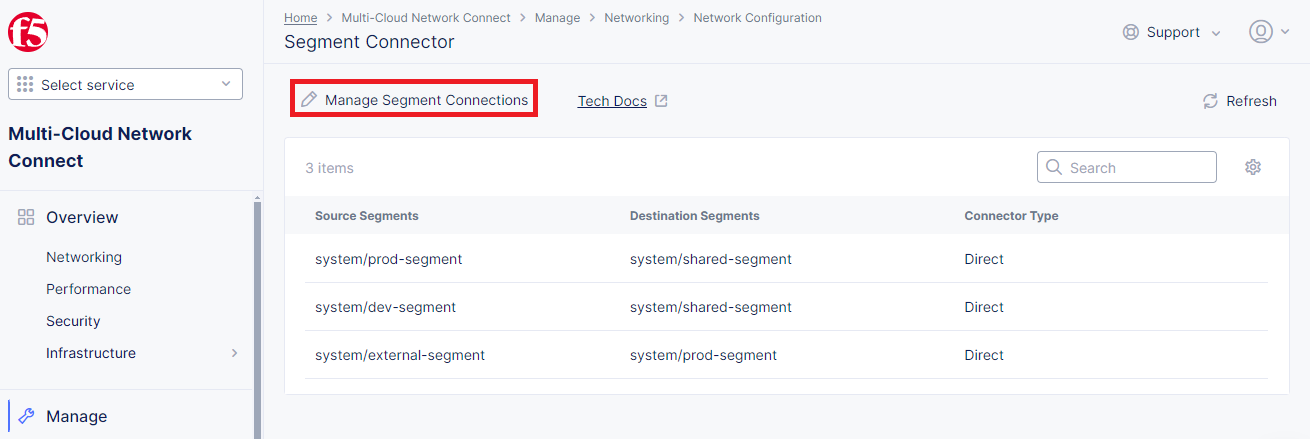 f5
Home > Multi-Cloud Network Connect > Manage > Networking > Network Configuration
Segment Connector
Support
Select service
Manage Segment Connections
Tech Docs
Refresh
Multi-Cloud Network
Connect
3 items
Search
Source Segments Destination Segments Connector Type
system/prod-segment system/shared-segment Direct
system/dev-segment system/shared-segment Direct
system/external-segment system/prod-segment Direct
Overview
Networking
Performance
Security
Infrastructure
Manage